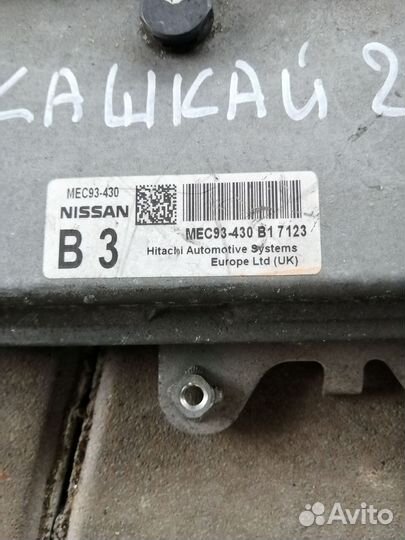 КАШКАЙ 2
MEC93-430
NISSAN
B 3
MEC93-430 B1 7123
Hitachi Automotive Systems
Europe Ltd (UK)
Avito